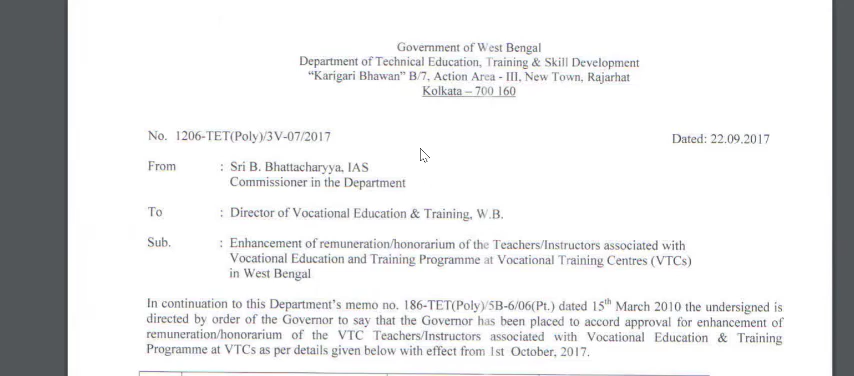 Government of West Bengal
Department of Technical Education, Training & Skill Development
"Karigari Bhawan" B/7, Action Area - III, New Town, Rajarhat
Kolkata – 700 160
No. 1206-TET(Poly)/3V-07/2017 Dated: 22.09.2017
From : Sri B. Bhattacharyya, IAS
Commissioner in the Department
To : Director of Vocational Education & Training, W.B.
Sub. : Enhancement of remuneration/honorarium of the Teachers/Instructors associated with
Vocational Education and Training Programme at Vocational Training Centres (VTCs)
in West Bengal
In continuation to this Department's memo no. 186-TET(Poly)/5B-6/06(Pt.) dated 15th March 2010 the undersigned is
directed by order of the Governor to say that the Governor has been placed to accord approval for enhancement of
remuneration/honorarium of the VTC Teachers/Instructors associated with Vocational Education & Training
Programme at VTCs as per details given below with effect from 1st October, 2017.